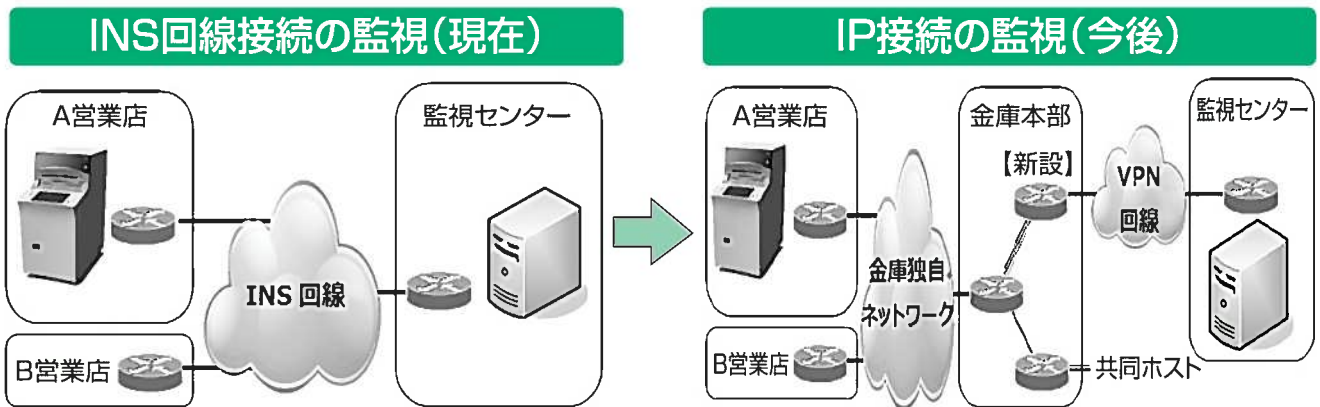 INS回線接続の監視(現在)
A営業店
監視センター
INS 回線
B営業店
IP接続の監視(今後)
A営業店
金庫本部
監視センター
【新設】
VPN
回線
金庫独自
ネットワーク
B営業店
共同ホスト